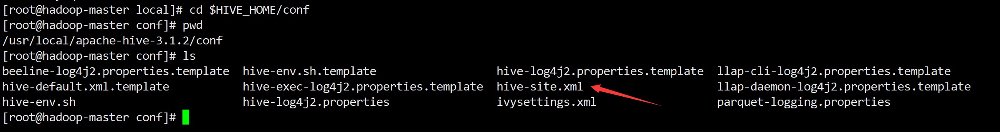 [root@hadoop-master local]# cd $HIVE_HOME/conf
[root@hadoop-master conf]# pwd
/usr/local/apache-hive-3.1.2/conf
[root@hadoop-master conf]# ls
beeline-log4j2.properties.template  hive-env.sh.template                  hive-log4j2.properties.template  llap-cli-log4j2.properties.template
hive-default.xml.template           hive-exec-log4j2.properties.template  hive-site.xml                    llap-daemon-log4j2.properties.template
hive-env.sh                         hive-log4j2.properties                ivysettings.xml                  parquet-logging.properties
[root@hadoop-master conf]#